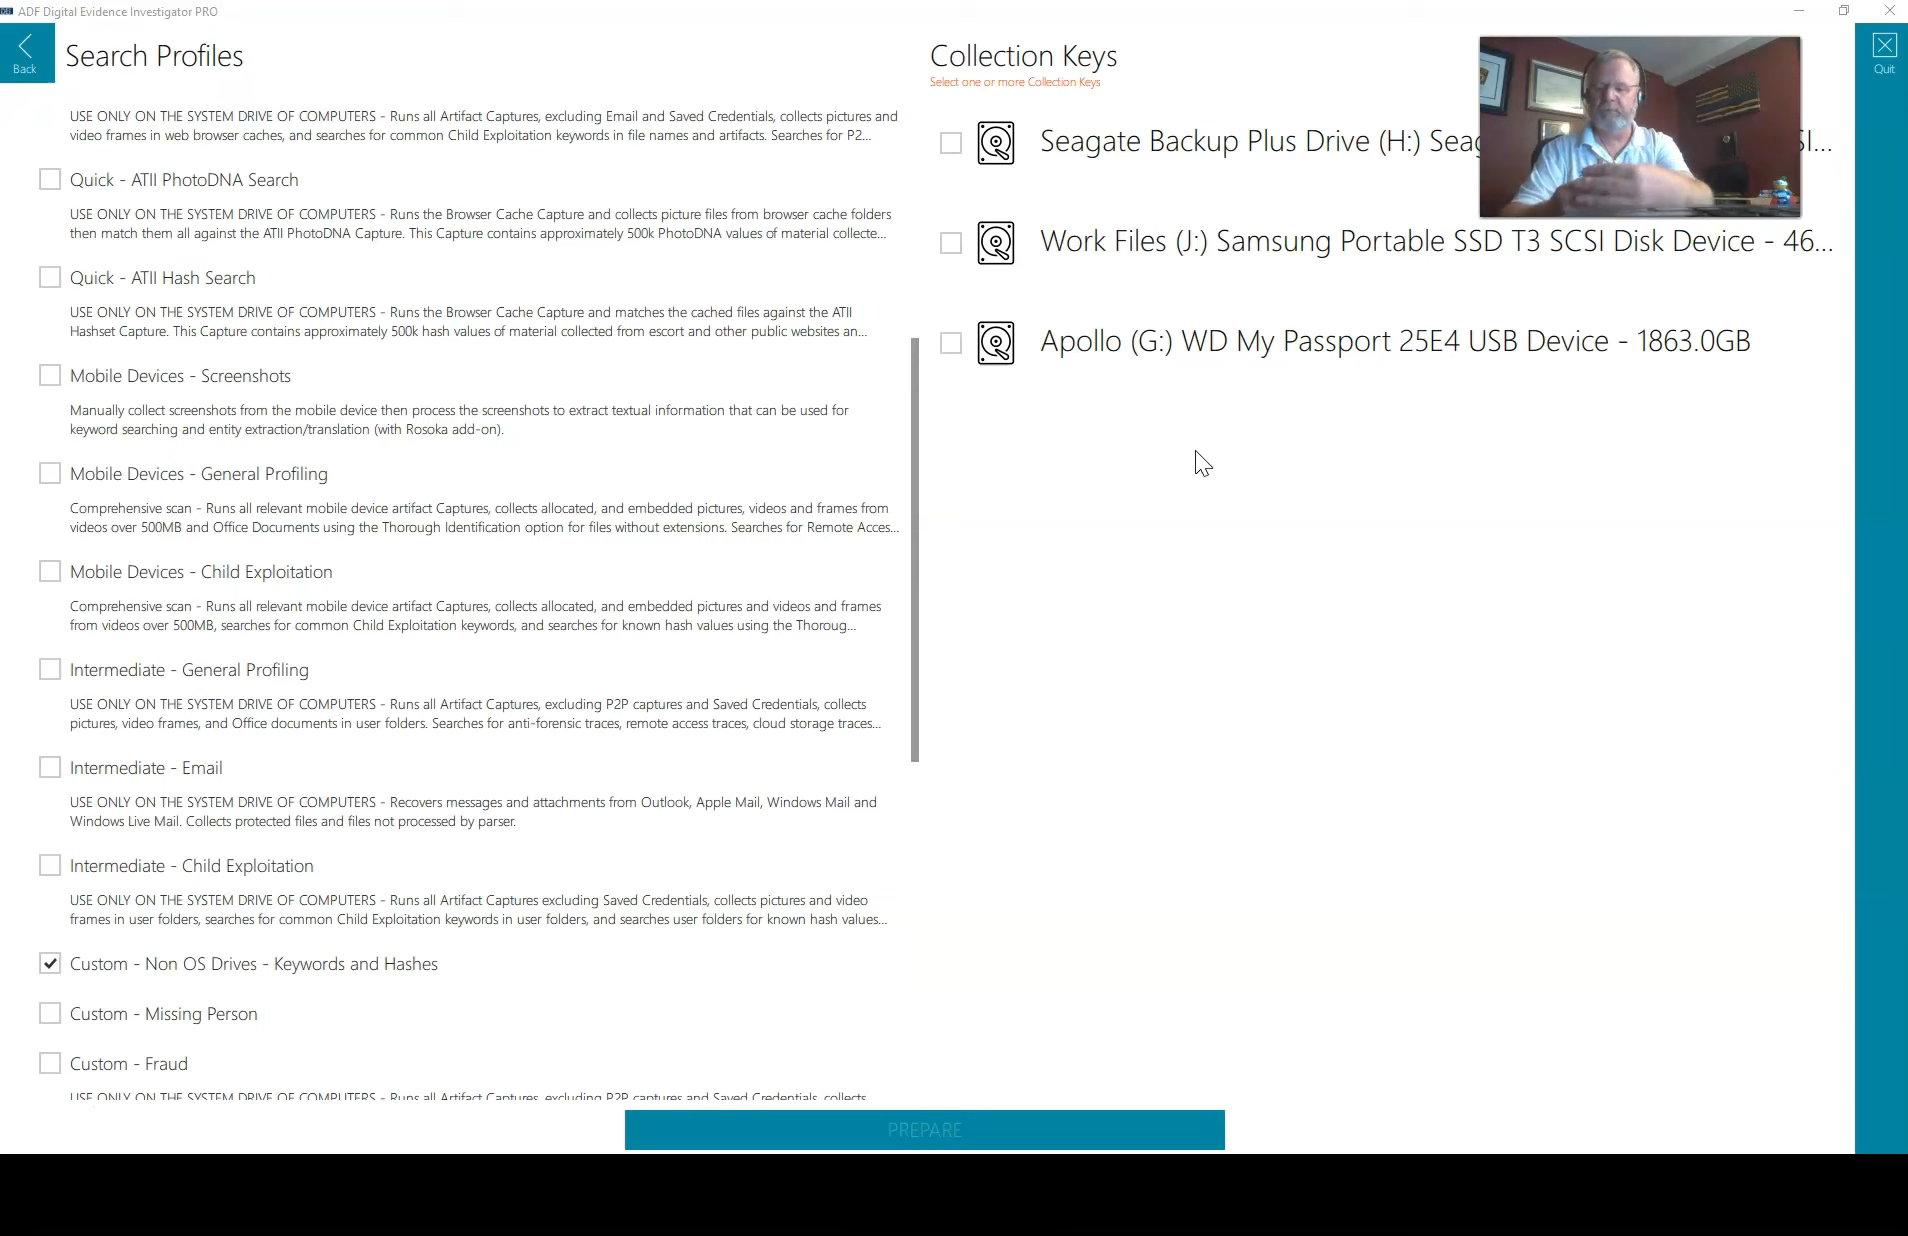 ADF Digital Evidence Investigator PRO
Back
Search Profiles
USE ONLY ON THE SYSTEM DRIVE OF COMPUTERS - Runs all Artifact Captures, excluding Email and Saved Credentials, collects pictures and
video frames in web browser caches, and searches for common Child Exploitation keywords in file names and artifacts. Searches for P2...
Quick - ATII PhotoDNA Search
USE ONLY ON THE SYSTEM DRIVE OF COMPUTERS - Runs the Browser Cache Capture and collects picture files from browser cache folders
then match them all against the ATII PhotoDNA Capture. This Capture contains approximately 500k PhotoDNA values of material collecte...
Quick - ATII Hash Search
USE ONLY ON THE SYSTEM DRIVE OF COMPUTERS - Runs the Browser Cache Capture and matches the cached files against the ATII
Hashset Capture. This Capture contains approximately 500k hash values of material collected from escort and other public websites an...
Mobile Devices - Screenshots
Manually collect screenshots from the mobile device then process the screenshots to extract textual information that can be used for
keyword searching and entity extraction/translation (with Rosoka add-on).
Mobile Devices - General Profiling
Comprehensive scan - Runs all relevant mobile device artifact Captures, collects allocated, and embedded pictures, videos and frames from
videos over 500MB and Office Documents using the Thorough Identification option for files without extensions. Searches for Remote Acces...
Mobile Devices - Child Exploitation
Comprehensive scan - Runs all relevant mobile device artifact Captures, collects allocated, and embedded pictures and videos and frames
from videos over 500MB, searches for common Child Exploitation keywords, and searches for known hash values using the Thoroug...
Intermediate - General Profiling
USE ONLY ON THE SYSTEM DRIVE OF COMPUTERS - Runs all Artifact Captures, excluding P2P captures and Saved Credentials, collects
pictures, video frames, and Office documents in user folders. Searches for anti-forensic traces, remote access traces, cloud storage traces...
Intermediate - Email
USE ONLY ON THE SYSTEM DRIVE OF COMPUTERS - Recovers messages and attachments from Outlook, Apple Mail, Windows Mail and
Windows Live Mail. Collects protected files and files not processed by parser.
Intermediate - Child Exploitation
USE ONLY ON THE SYSTEM DRIVE OF COMPUTERS - Runs all Artifact Captures excluding Saved Credentials, collects pictures and video
frames in user folders, searches for common Child Exploitation keywords in user folders, and searches user folders for known hash values...
Custom - Non OS Drives - Keywords and Hashes
Custom - Missing Person
Custom - Fraud
USE ONLY ON THE SYSTEM DRIVE OF COMPUTERS - Runs all Artifact Captures, excluding P2P captures and Saved Credentials, collects
Collection Keys
Select one or more Collection Keys
Seagate Backup Plus Drive (H:)
Work Files (J:) Samsung Portable SSD T3 SCSI Disk Device - 46...
Apollo (G:) WD My Passport 25E4 USB Device - 1863.0GB
Quit
PREPARE